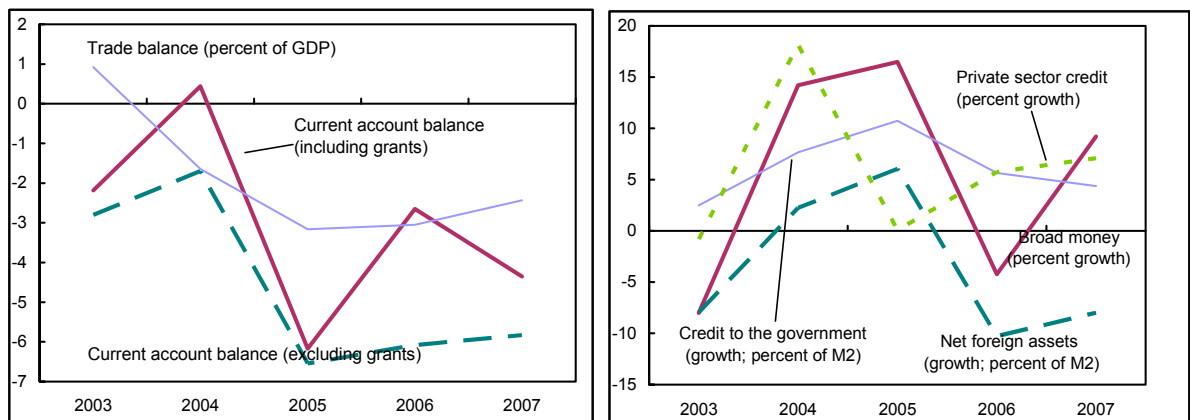 2
1
0
-1
-2
-3
-4
-5
-6
-7
Trade balance (percent of GDP)
Current account balance
(including grants)
Current account balance (excluding grants)
2003 2004 2005 2006 2007
20
15
10
5
0
-5
-10
-15
Private sector credit
(percent growth)
Broad money
(percent growth)
Credit to the government
(growth; percent of M2)
Net foreign assets
(growth; percent of M2)
2003 2004 2005 2006 2007